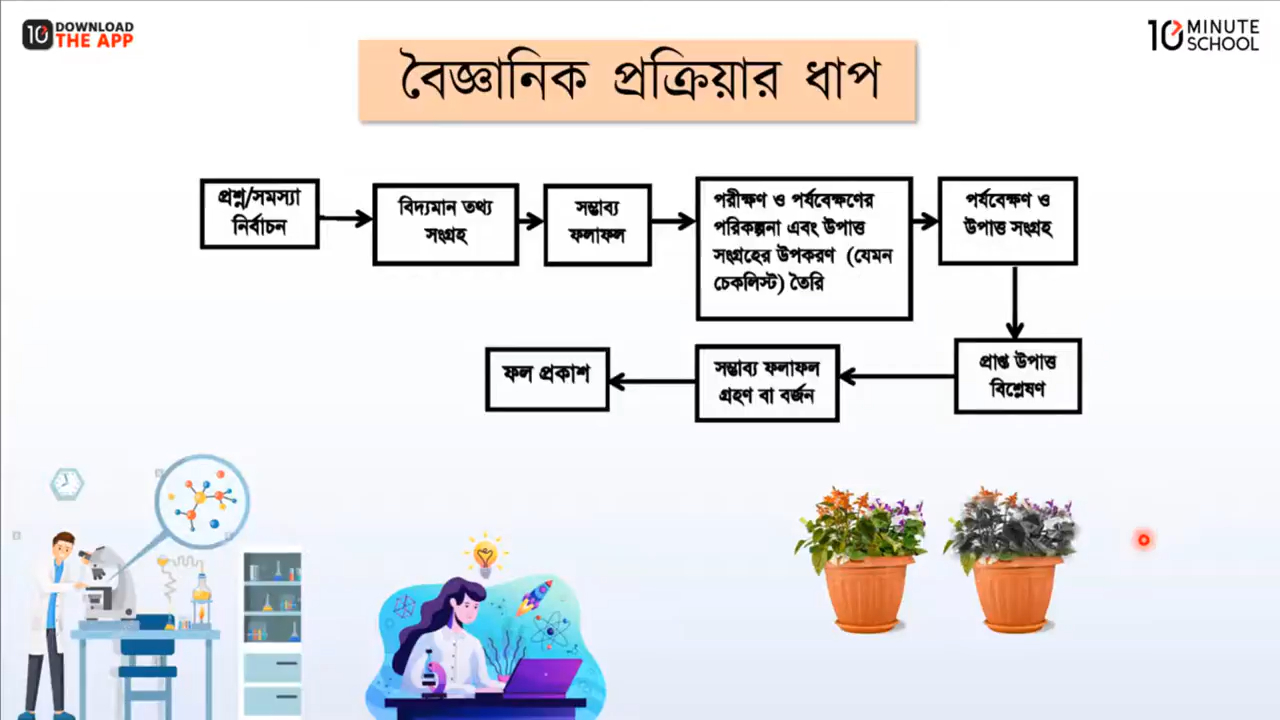 DOWNLOAD
THE APP
10 MINUTE
SCHOOL
বৈজ্ঞানিক প্রক্রিয়ার ধাপ
প্রশ্ন/সমস্যা
নির্বাচন
বিদ্যমান তথ্য
সংগ্রহ
সম্ভাব্য
ফলাফল
পরীক্ষণ ও পর্যবেক্ষণের
পরিকল্পনা এবং উপাত্ত
সংগ্রহের উপকরণ (যেমন
চেকলিস্ট) তৈরি
পর্যবেক্ষণ ও
উপাত্ত সংগ্রহ
প্রাপ্ত উপাত্ত
বিশ্লেষণ
সম্ভাব্য ফলাফল
গ্রহণ বা বর্জন
ফল প্রকাশ